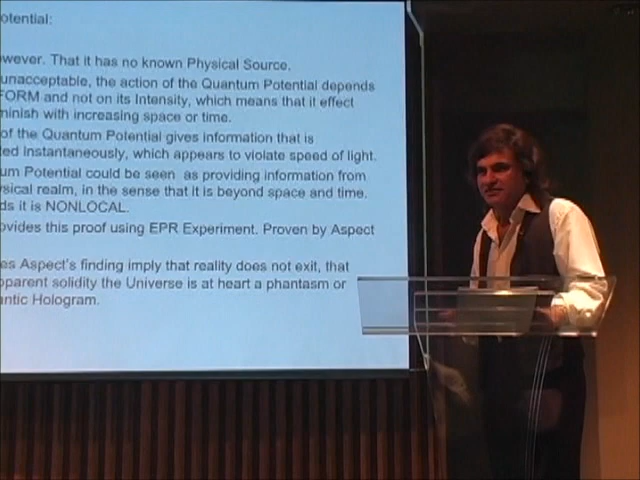 otential:
wever. That it has no known Physical Source.
unacceptable, the action of the Quantum Potential depends
FORM and not on its Intensity, which means that it effect
minish with increasing space or time.
of the Quantum Potential gives information that is
ted instantaneously, which appears to violate speed of light.
um Potential could be seen as providing information from
sical realm, in the sense that it is beyond space and time.
ds it is NONLOCAL.
ovides this proof using EPR Experiment. Proven by Aspect
es Aspect's finding imply that reality does not exist, that
pparent solidity the Universe is at heart a phantasm or
antic Hologram.